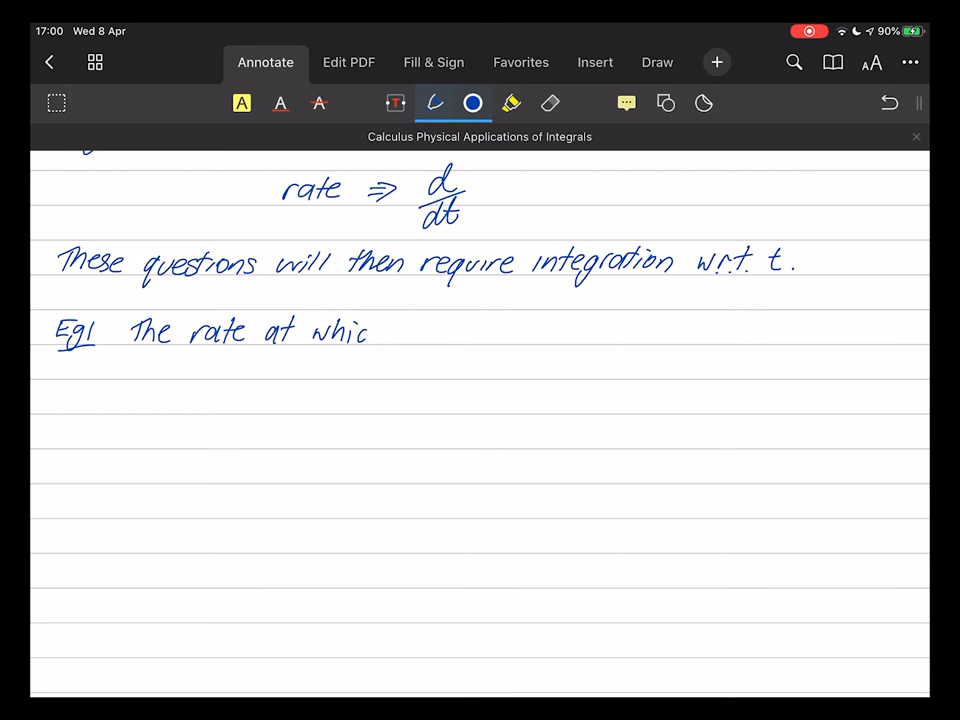 17:00 Wed 8 Apr 90%
Annotate Edit PDF Fill & Sign Favorites Insert Draw
Calculus Physical Applications of Integrals
rate ⇒ d/dt
These questions will then require integration w.r.t. t.
Eg1 The rate at whic